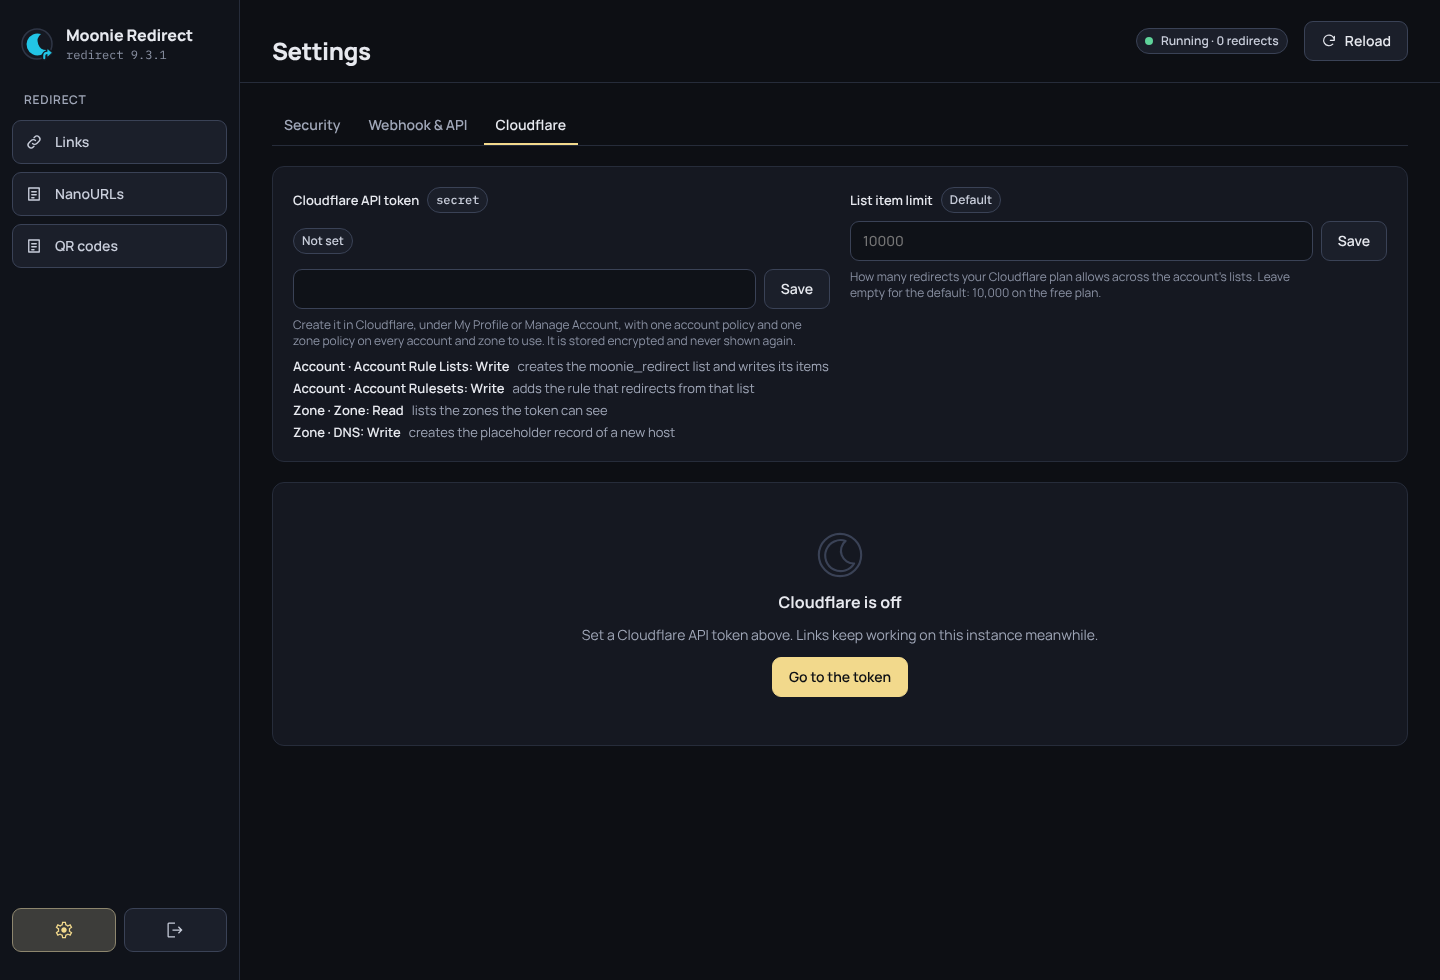 Moonie Redirect
redirect 9.3.1
REDIRECT
Links
NanoURLs
QR codes
Settings
Running · 0 redirects
Reload
Security
Webhook & API
Cloudflare
Cloudflare API token
secret
Not set
Save
Create it in Cloudflare, under My Profile or Manage Account, with one account policy and one
zone policy on every account and zone to use. It is stored encrypted and never shown again.
Account · Account Rule Lists: Write creates the moonie_redirect list and writes its items
Account · Account Rulesets: Write adds the rule that redirects from that list
Zone · Zone: Read lists the zones the token can see
Zone · DNS: Write creates the placeholder record of a new host
List item limit
Default
10000
Save
How many redirects your Cloudflare plan allows across the account's lists. Leave
empty for the default: 10,000 on the free plan.
Cloudflare is off
Set a Cloudflare API token above. Links keep working on this instance meanwhile.
Go to the token